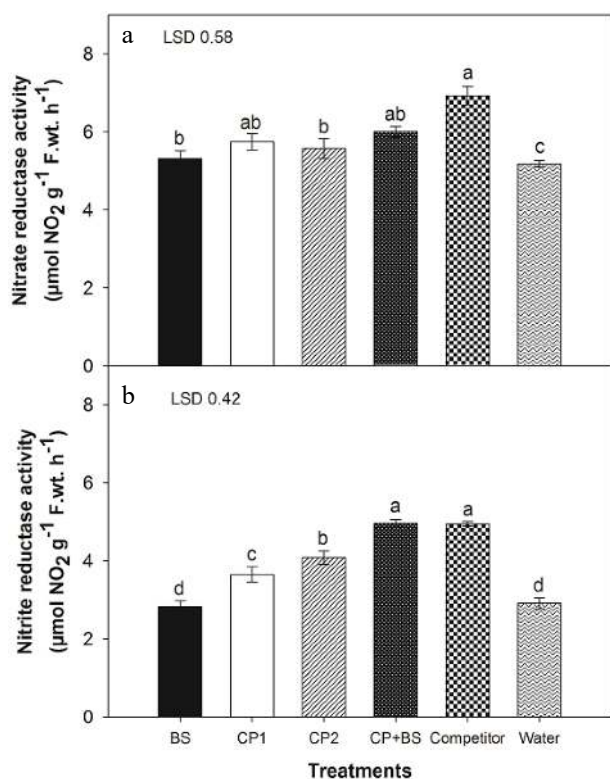 a LSD 0.58
Nitrate reductase activity
(µmol NO2 g-1 F.wt. h-1)
8
6
4
2
0
b
ab
b
ab
a
c
b LSD 0.42
Nitrite reductase activity
(µmol NO2 g-1 F.wt. h-1)
8
6
4
2
0
d
c
b
a
a
d
BS CP1 CP2 CP+BS Competitor Water
Treatments